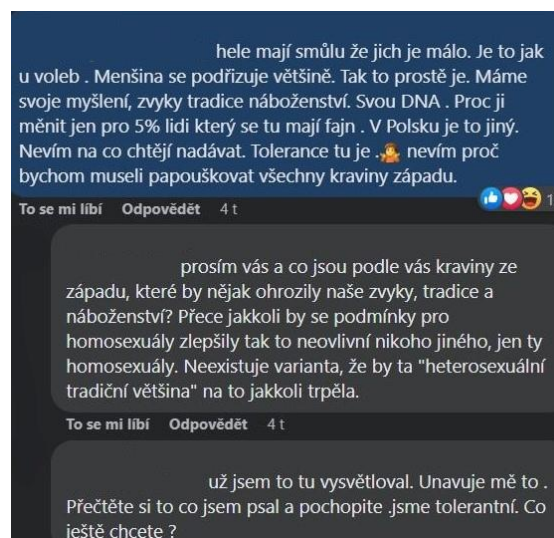 hele mají smůlu že jich je málo. Je to jak
u voleb . Menšina se podřizuje většině. Tak to prostě je. Máme
svoje myšlení, zvyky tradice náboženství. Svou DNA . Proc ji
měnit jen pro 5% lidi který se tu mají fajn . V Polsku je to jiný.
Nevím na co chtějí nadávat. Tolerance tu je .🤷 nevím proč
bychom museli papouškovat všechny kraviny západu.
To se mi líbí Odpovědět 4 t
prosím vás a co jsou podle vás kraviny ze
západu, které by nějak ohrozily naše zvyky, tradice a
náboženství? Přece jakkoli by se podmínky pro
homosexuály zlepšily tak to neovlivní nikoho jiného, jen ty
homosexuály. Neexistuje varianta, že by ta "heterosexuální
tradiční většina" na to jakkoli trpěla.
To se mi líbí Odpovědět 4 t
už jsem to tu vysvětloval. Unavuje mě to .
Přečtěte si to co jsem psal a pochopite .jsme tolerantní. Co
ještě chcete ?